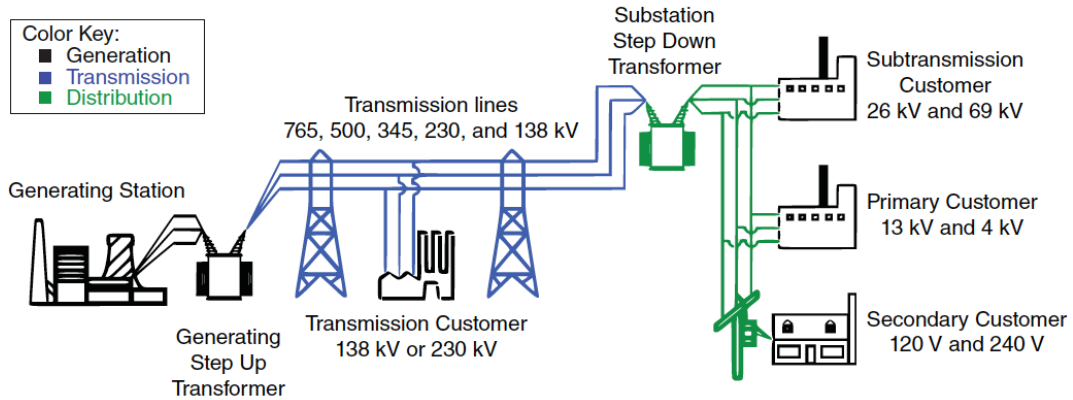 Color Key:
Generation
Transmission
Distribution
Substation
Step Down
Transformer
Subtransmission
Customer
26 kV and 69 kV
Transmission lines
765, 500, 345, 230, and 138 kV
Generating Station
Primary Customer
13 kV and 4 kV
Generating
Step Up
Transformer
Transmission Customer
138 kV or 230 kV
Secondary Customer
120 V and 240 V